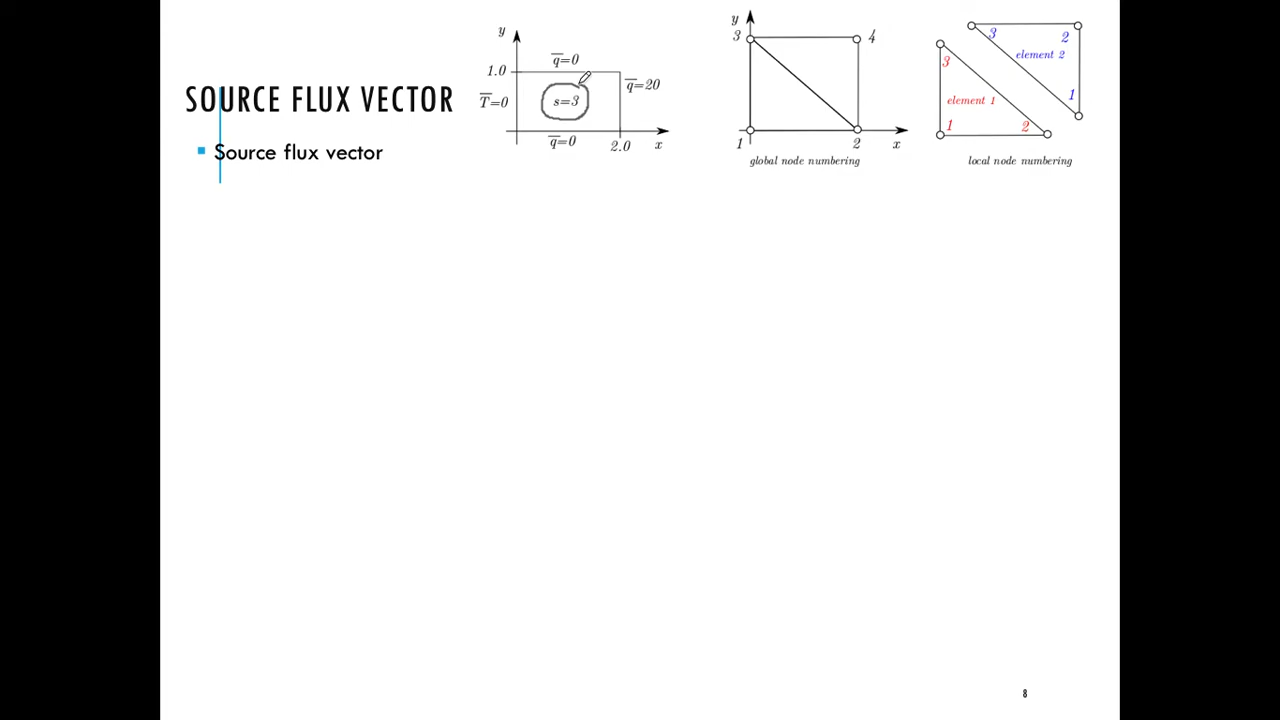 SOURCE FLUX VECTOR
Source flux vector
y
q̅=0
1.0
q̅=20
T̅=0
s=3
q̅=0
2.0
x
y
3
4
1
2
x
global node numbering
3
2
element 2
1
3
element 1
1
2
local node numbering
8